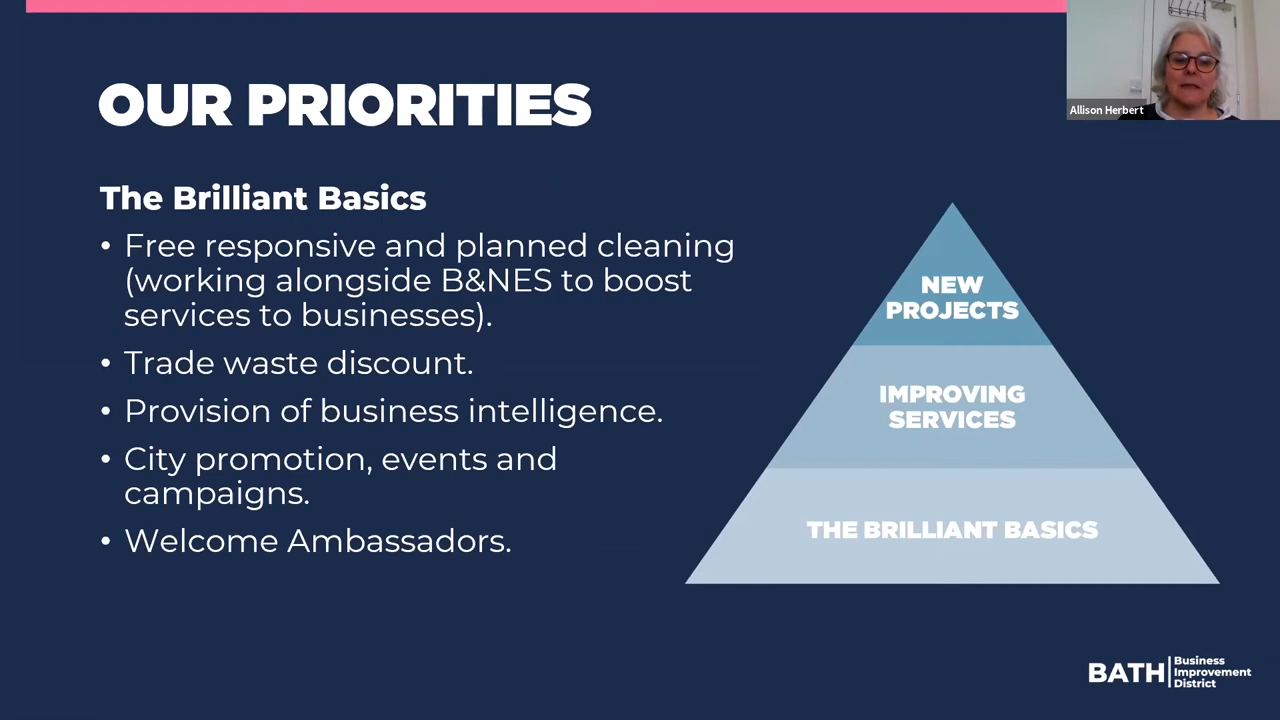 OUR PRIORITIES
Allison Herbert
The Brilliant Basics
• Free responsive and planned cleaning
(working alongside B&NES to boost
services to businesses).
• Trade waste discount.
• Provision of business intelligence.
• City promotion, events and
campaigns.
• Welcome Ambassadors.
NEW
PROJECTS
IMPROVING
SERVICES
THE BRILLIANT BASICS
BATH
Business
Improvement
District